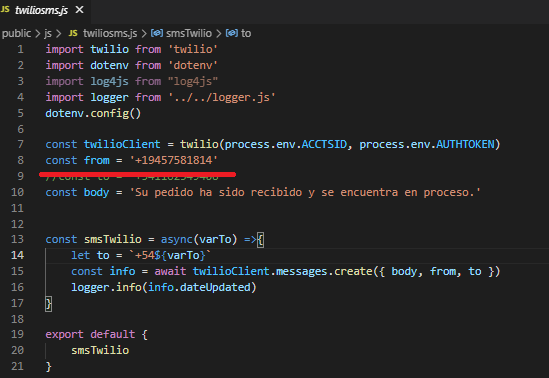 JS twiliosms.js ×
public > js > JS twiliosms.js > smsTwilio > to
1 import twilio from 'twilio'
2 import dotenv from 'dotenv'
3 import log4js from "log4js"
4 import logger from '../../logger.js'
5 dotenv.config()
6
7 const twilioClient = twilio(process.env.ACCTSID, process.env.AUTHTOKEN)
8 const from = '+19457581814'
9 //const to =
10 const body = 'Su pedido ha sido recibido y se encuentra en proceso.'
11
12
13 const smsTwilio = async(varTo) =>{
14 let to = `+54${varTo}`
15 const info = await twilioClient.messages.create({ body, from, to })
16 logger.info(info.dateUpdated)
17 }
18
19 export default {
20 smsTwilio
21 }